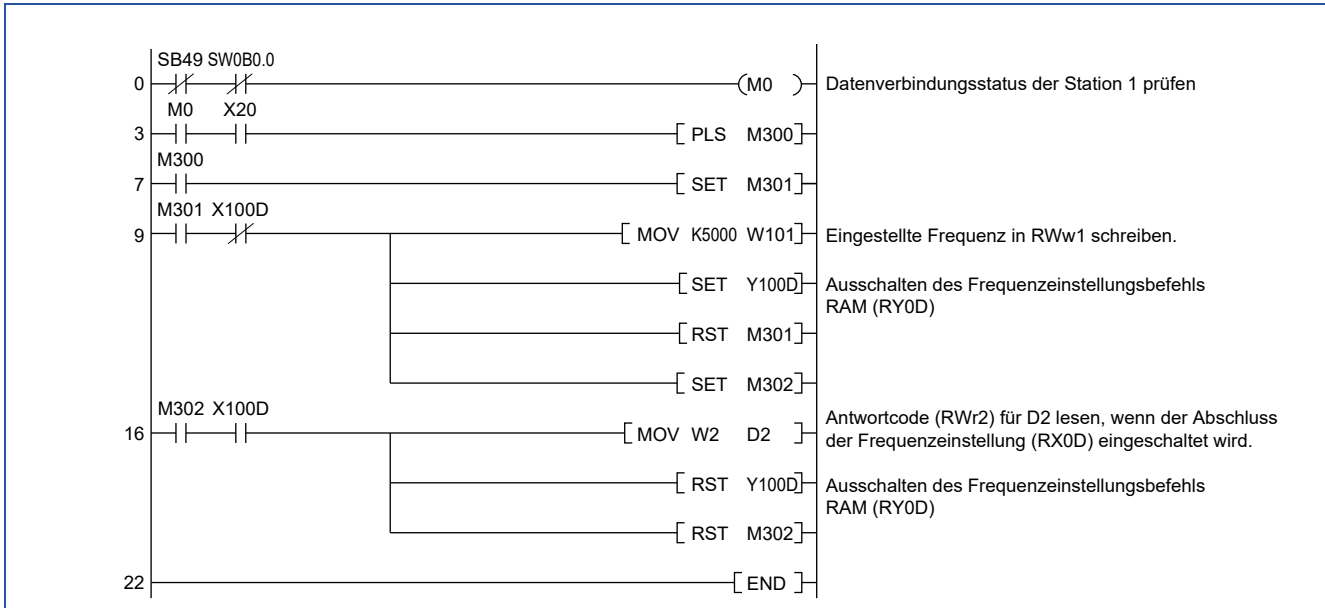 SB49 SW0B0.0
0 (M0 ) Datenverbindungsstatus der Station 1 prüfen
M0 X20
3 [ PLS M300 ]
M300
7 [ SET M301 ]
M301 X100D
9 [ MOV K5000 W101 ] Eingestellte Frequenz in RWw1 schreiben.
[ SET Y100D ] Ausschalten des Frequenzeinstellungsbefehls
RAM (RY0D)
[ RST M301 ]
[ SET M302 ]
M302 X100D
16 [ MOV W2 D2 ] Antwortcode (RWr2) für D2 lesen, wenn der Abschluss
der Frequenzeinstellung (RX0D) eingeschaltet wird.
[ RST Y100D ] Ausschalten des Frequenzeinstellungsbefehls
RAM (RY0D)
[ RST M302 ]
22 [ END ]